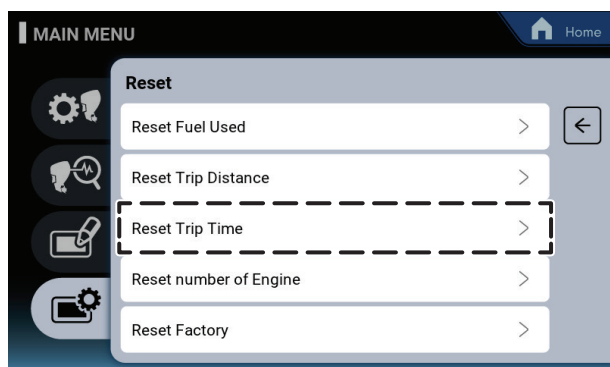 MAIN MENU
Home
Reset
Reset Fuel Used
Reset Trip Distance
Reset Trip Time
Reset number of Engine
Reset Factory